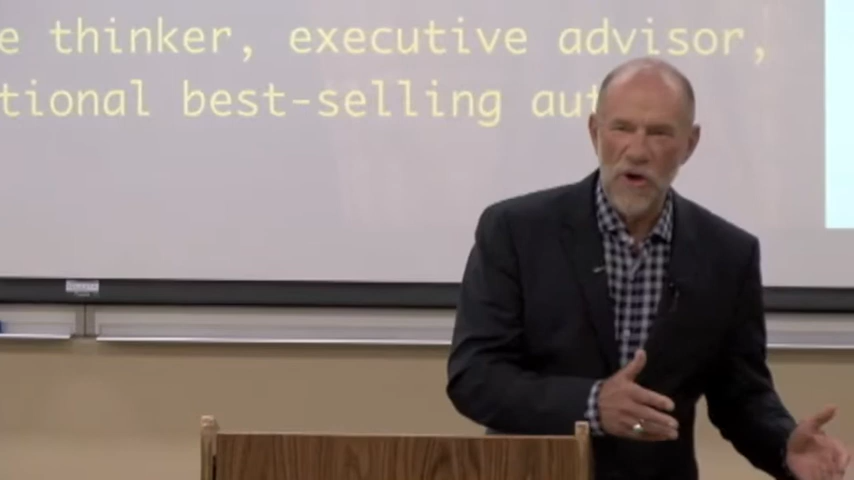 e thinker, executive advisor,
tional best-selling aut